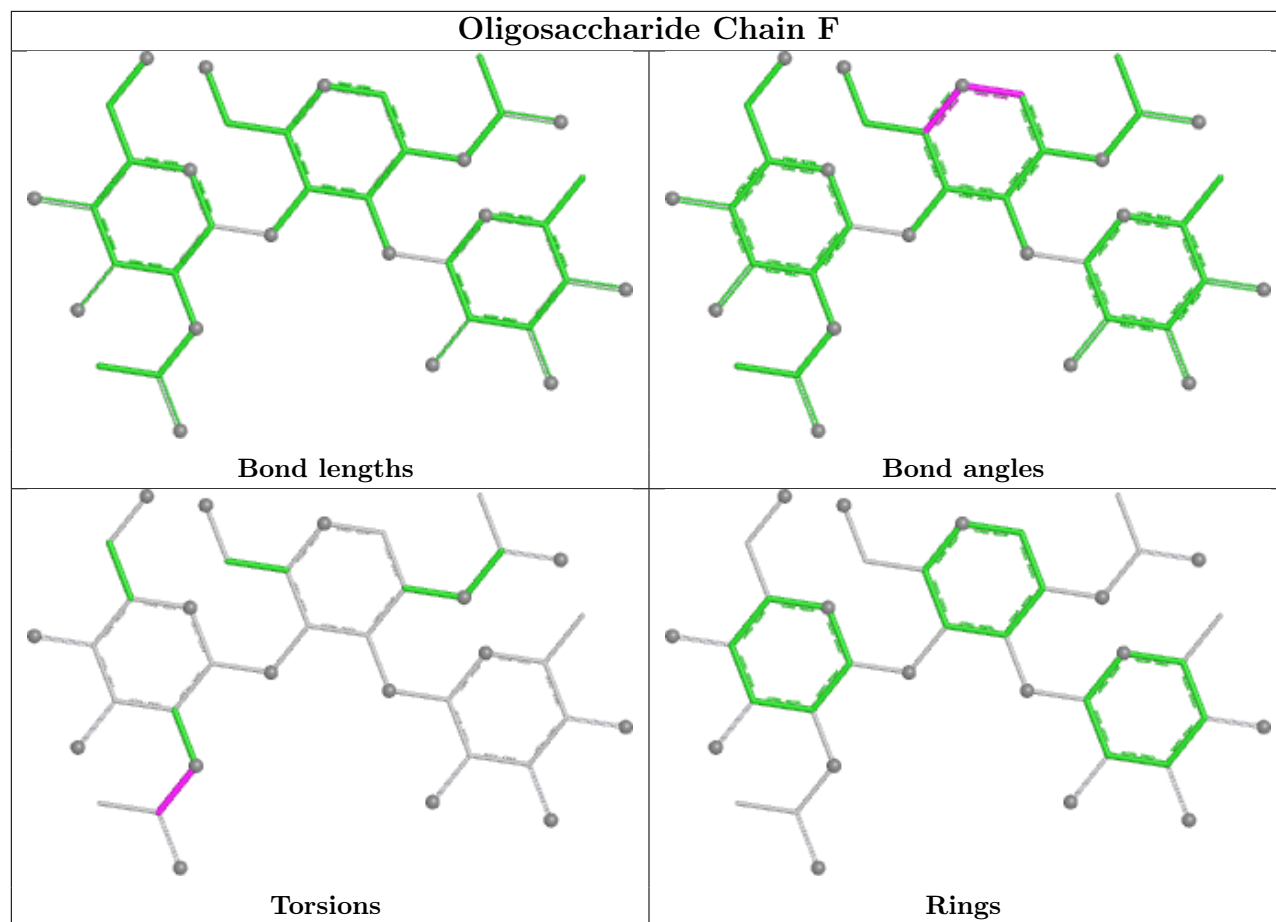 Oligosaccharide Chain F
Bond lengths
Bond angles
Torsions
Rings